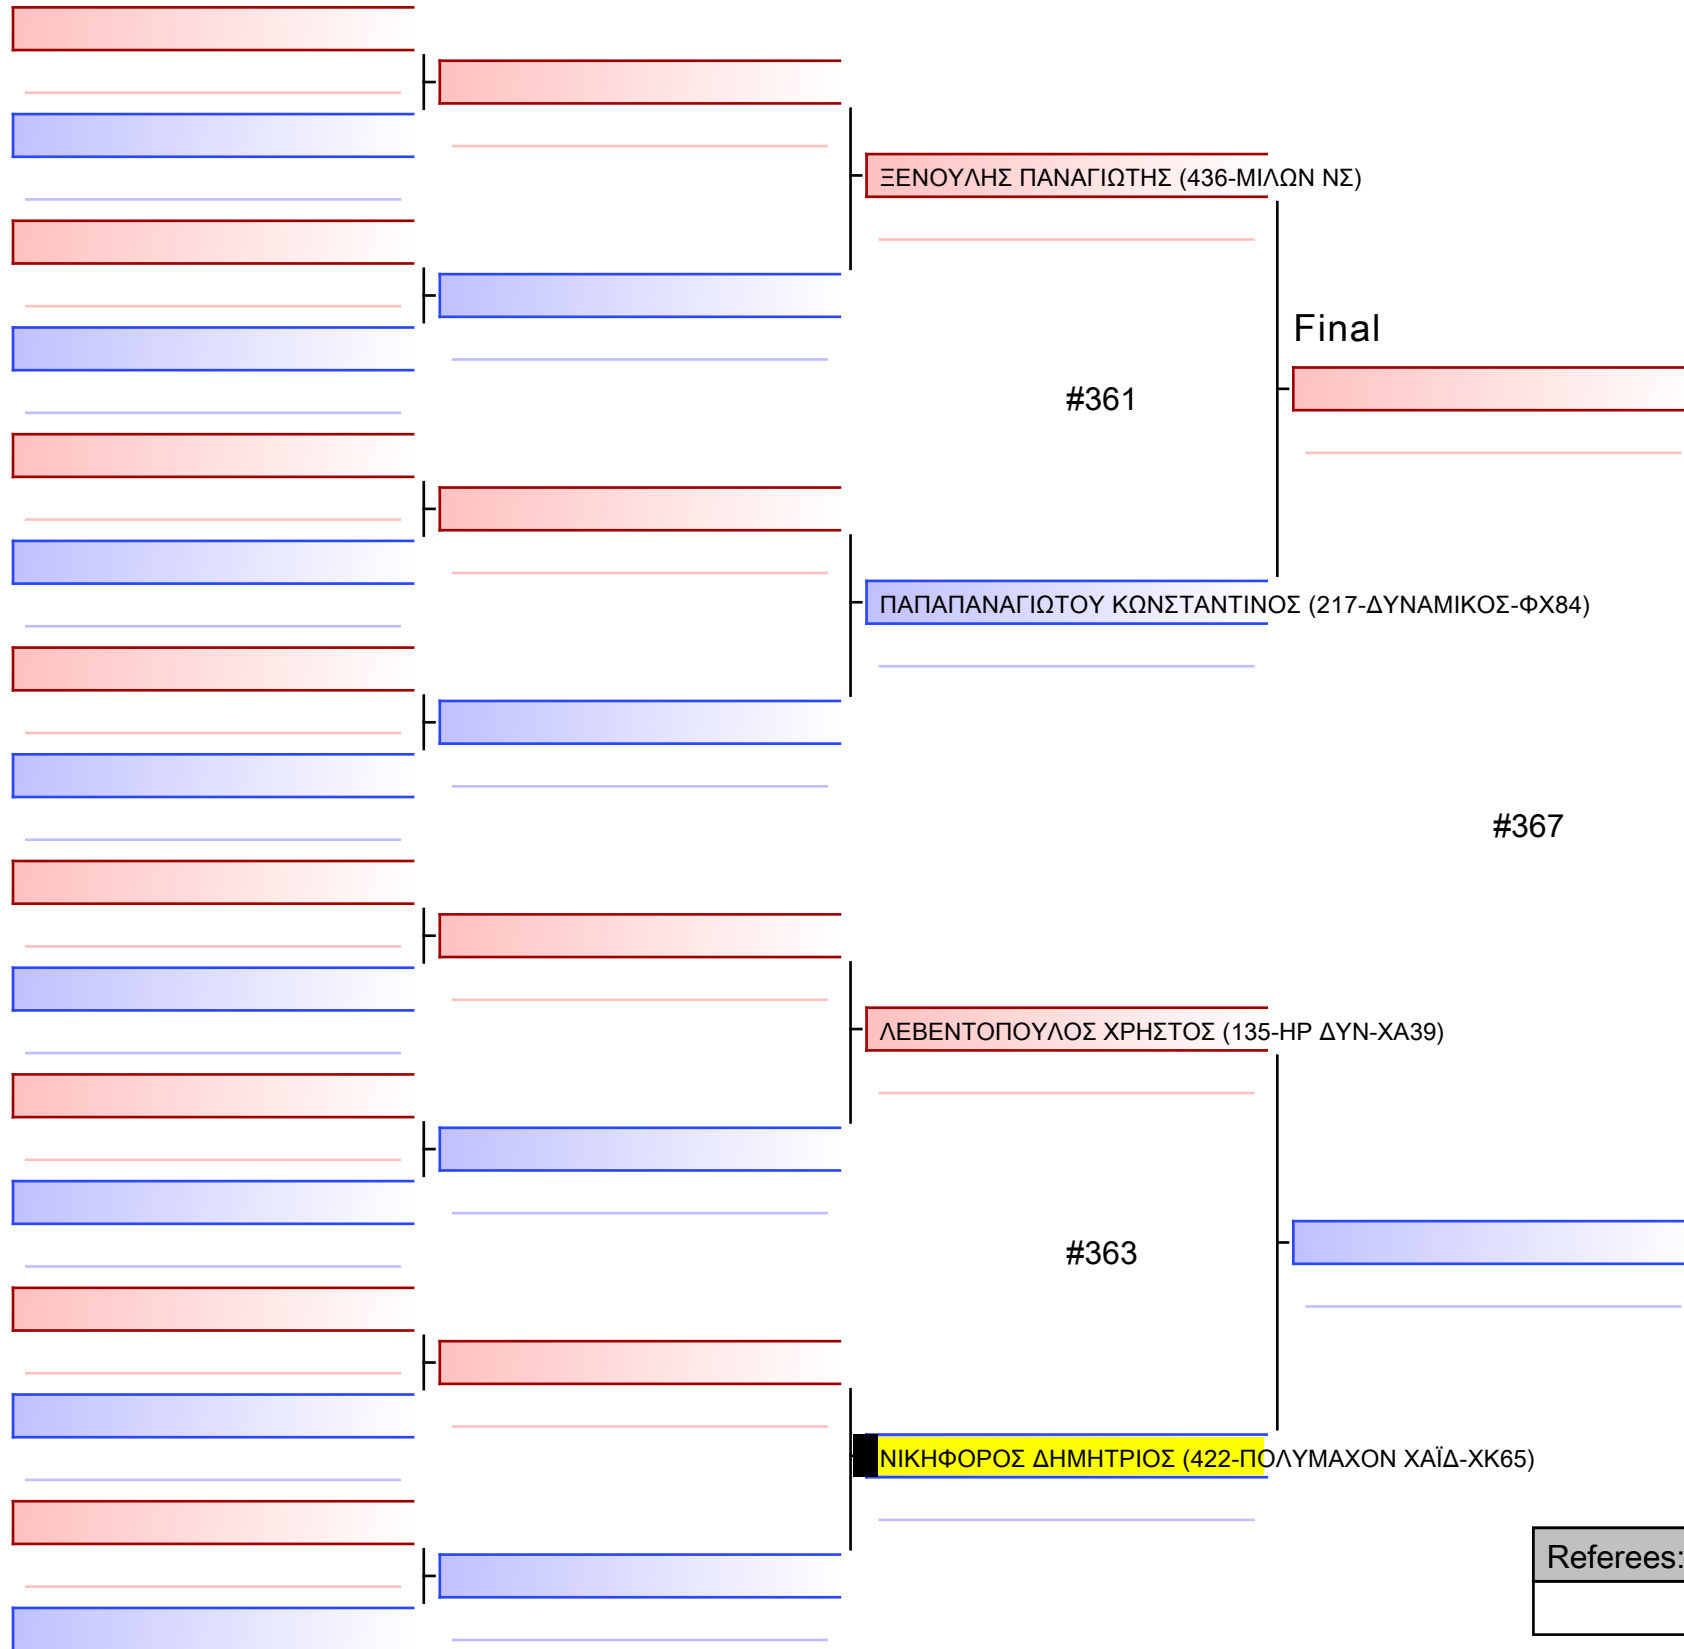 ΞΕΝΟΥΛΗΣ ΠΑΝΑΓΙΩΤΗΣ (436-ΜΙΛΩΝ ΝΣ)
Final
#361
ΠΑΠΑΠΑΝΑΓΙΩΤΟΥ ΚΩΝΣΤΑΝΤΙΝΟΣ (217-ΔΥΝΑΜΙΚΟΣ-ΦΧ84)
#367
ΛΕΒΕΝΤΟΠΟΥΛΟΣ ΧΡΗΣΤΟΣ (135-ΗΡ ΔΥΝ-ΧΑ39)
#363
ΝΙΚΗΦΟΡΟΣ ΔΗΜΗΤΡΙΟΣ (422-ΠΟΛΥΜΑΧΟΝ ΧΑΪΔ-ΧΚ65)
Referees: